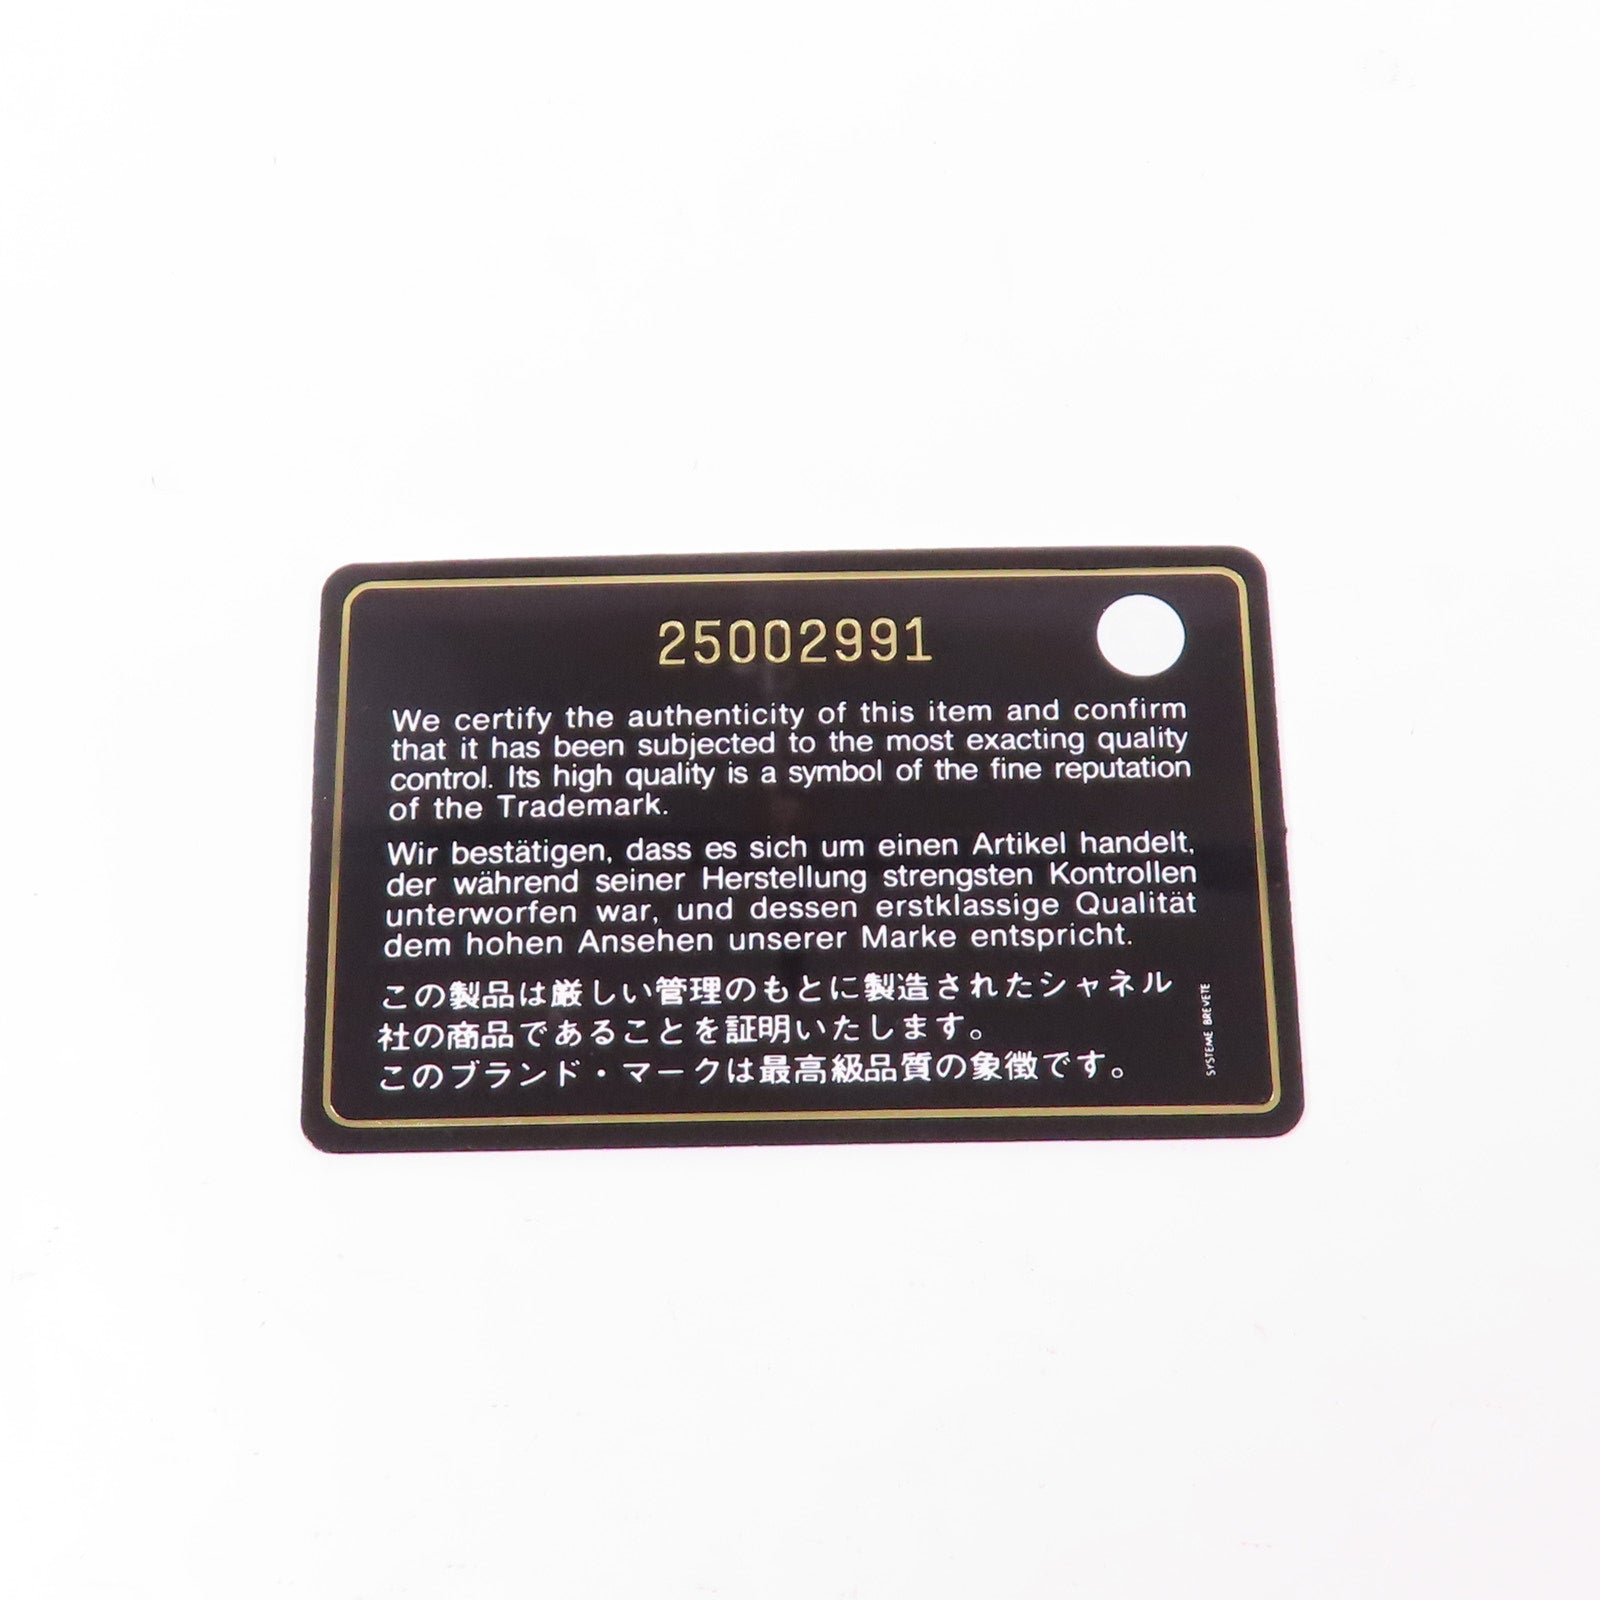 25002991
We certify the authenticity of this item and confirm
that it has been subjected to the most exacting quality
control. Its high quality is a symbol of the fine reputation
of the Trademark.
Wir bestätigen, dass es sich um einen Artikel handelt,
der während seiner Herstellung strengsten Kontrollen
unterworfen war, und dessen erstklassige Qualität
dem hohen Ansehen unserer Marke entspricht.
この製品は厳しい管理のもとに製造されたシャネル
社の商品であることを証明いたします。
このブランド・マークは最高級品質の象徴です。
SYSTEME BREVETE